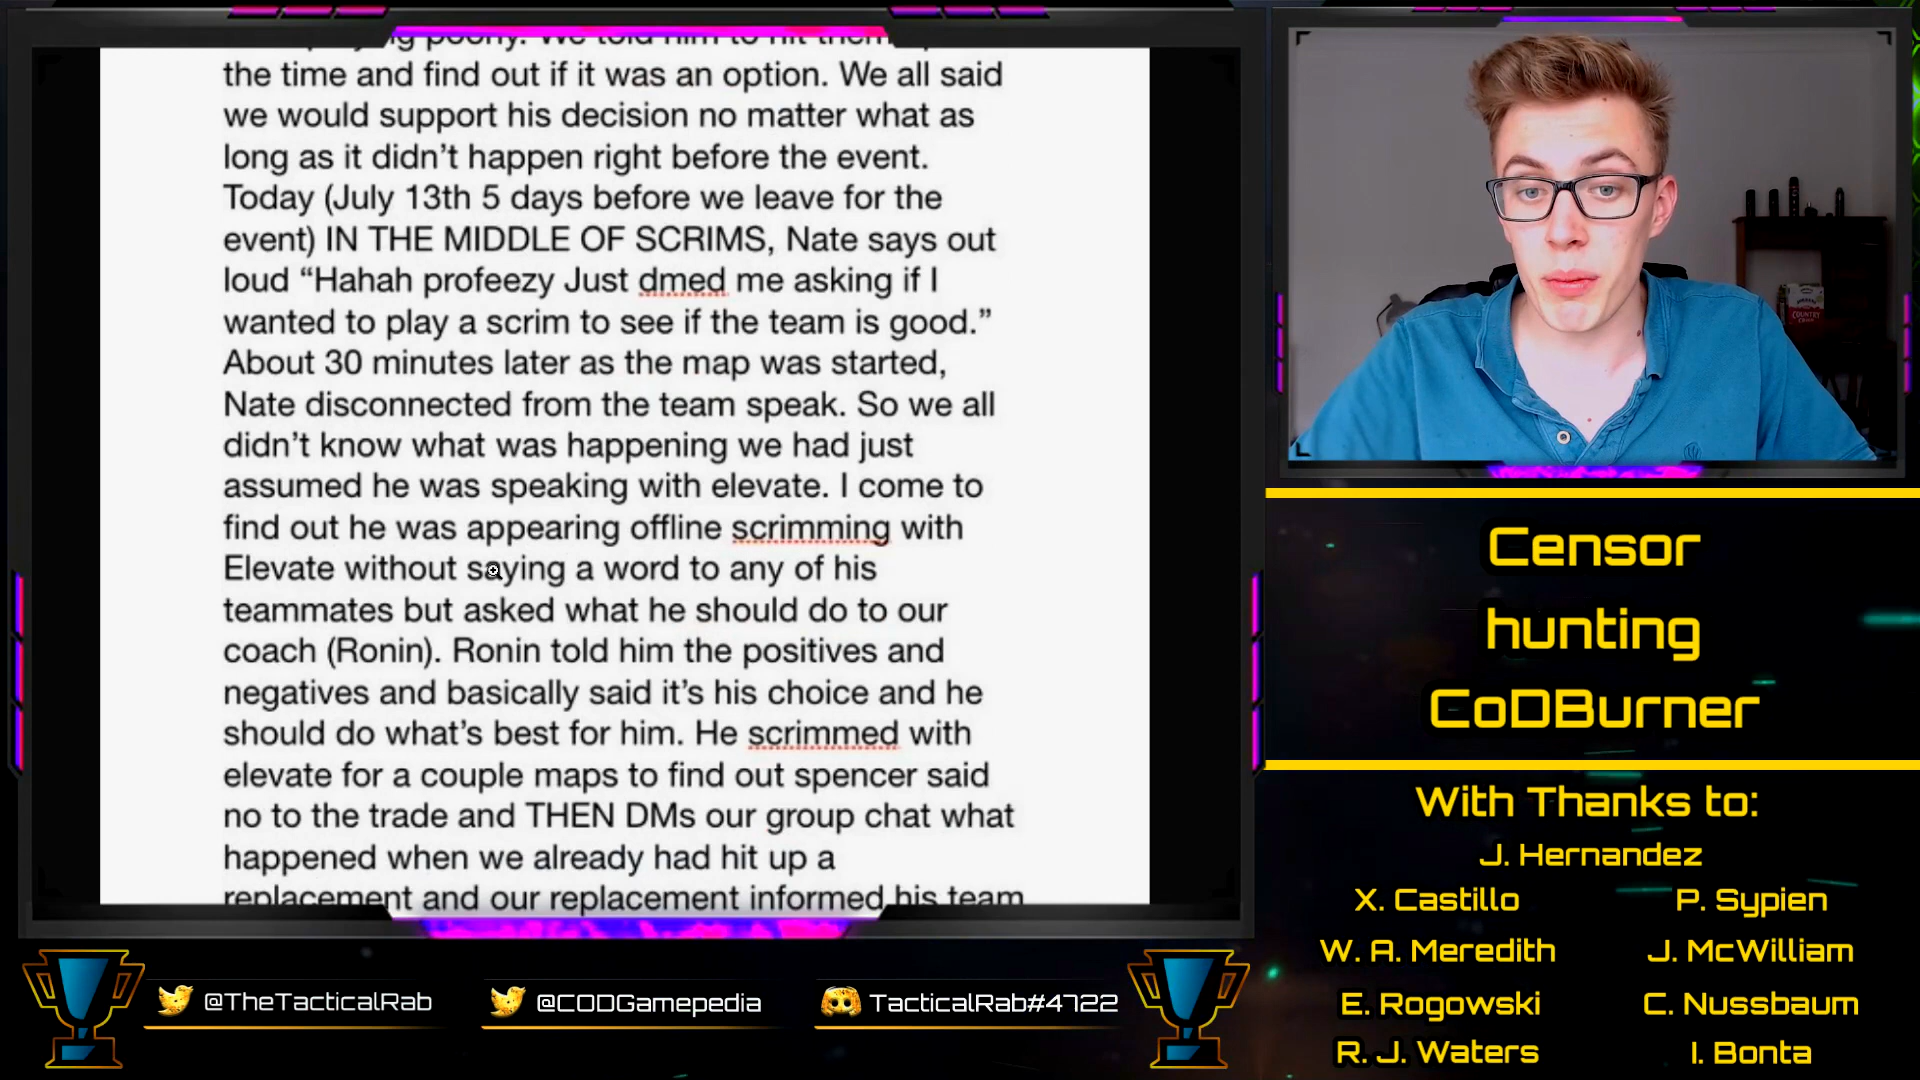 the time and find out if it was an option. We all said
we would support his decision no matter what as
long as it didn't happen right before the event.
Today (July 13th 5 days before we leave for the
event) IN THE MIDDLE OF SCRIMS, Nate says out
loud “Hahah profeezy Just dmed me asking if I
wanted to play a scrim to see if the team is good.”
About 30 minutes later as the map was started,
Nate disconnected from the team speak. So we all
didn't know what was happening we had just
assumed he was speaking with elevate. I come to
find out he was appearing offline scrimming with
Elevate without saying a word to any of his
teammates but asked what he should do to our
coach (Ronin). Ronin told him the positives and
negatives and basically said it's his choice and he
should do what's best for him. He scrimmed with
elevate for a couple maps to find out spencer said
no to the trade and THEN DMs our group chat what
happened when we already had hit up a
replacement and our replacement informed his team
Censor
hunting
CoDBurner
With Thanks to:
J. Hernandez
X. Castillo
P. Sypien
W. A. Meredith
J. McWilliam
E. Rogowski
C. Nussbaum
R. J. Waters
I. Bonta
@TheTacticalRab
@CODGamepedia
TacticalRab#4722